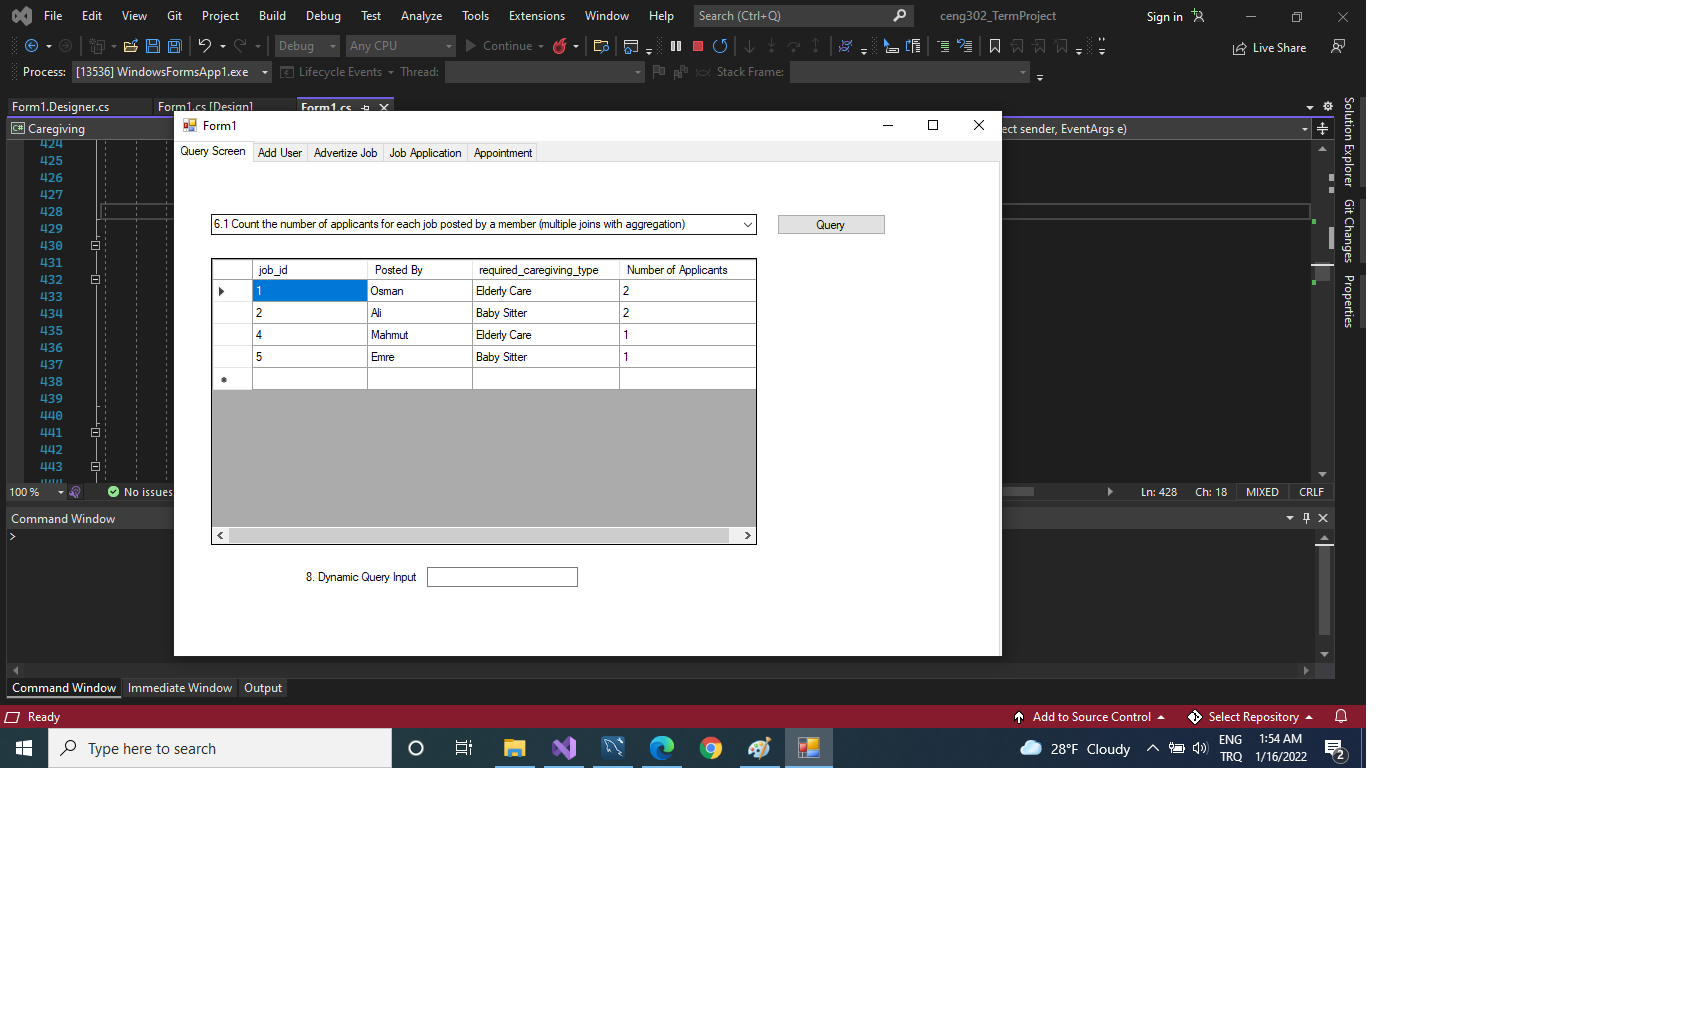 File Edit View Git Project Build Debug Test Analyze Tools Extensions Window Help Search (Ctrl+Q) ceng302_TermProject Sign in
Debug Any CPU Continue Live Share
Process: [13536] WindowsFormsApp1.exe Lifecycle Events Thread: Stack Frame:
Form1.Designer.cs Form1.cs [Design] Form1.cs
Caregiving ect sender, EventArgs e)
Form1
Query Screen Add User Advertize Job Job Application Appointment
6.1 Count the number of applicants for each job posted by a member (multiple joins with aggregation) Query
job_id Posted By required_caregiving_type Number of Applicants
1 Osman Elderly Care 2
2 Ali Baby Sitter 2
4 Mahmut Elderly Care 1
5 Emre Baby Sitter 1
8. Dynamic Query Input
424
425
426
427
428
429
430
431
432
433
434
435
436
437
438
439
440
441
442
443
100 % No issues Ln: 428 Ch: 18 MIXED CRLF
Solution Explorer
Git Changes
Properties
Command Window
>
Command Window Immediate Window Output
Ready Add to Source Control Select Repository
Type here to search 28°F Cloudy ENG 1:54 AM
TRQ 1/16/2022 2